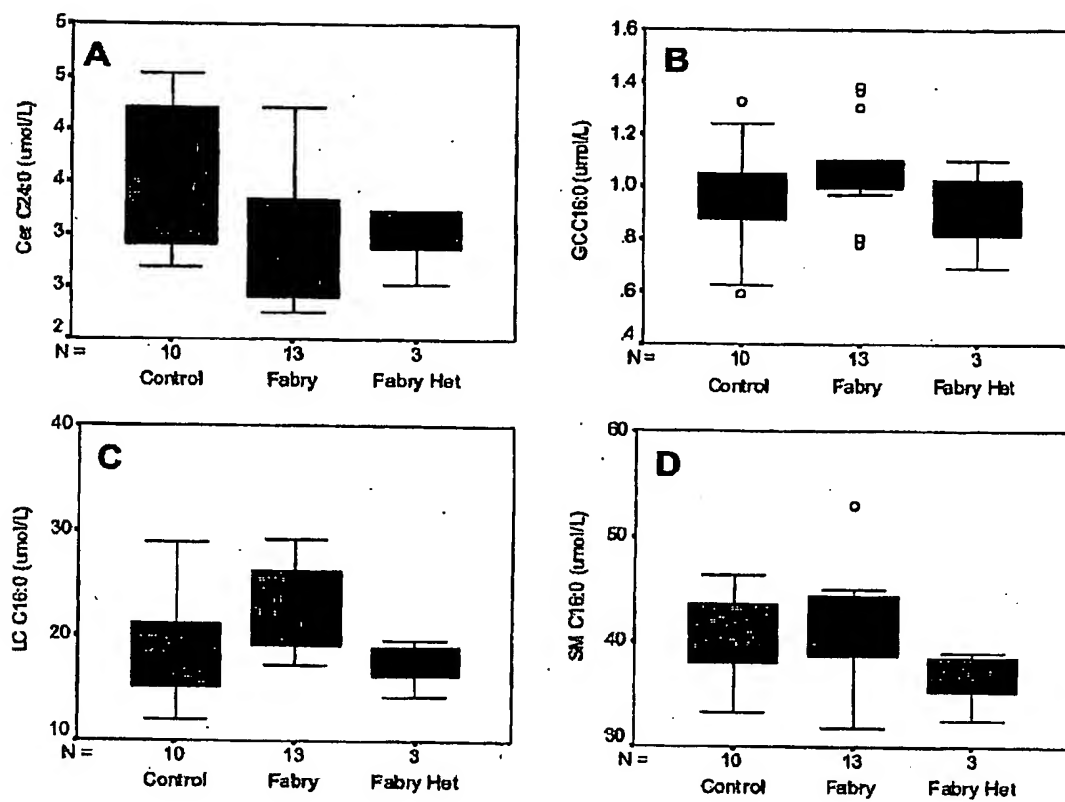 A
Cer C24:0 (umol/L)
5
5
4
4
3
3
2
N =
10
13
3
Control
Fabry
Fabry Het
B
GCC16:0 (umol/L)
1.6
1.4
1.2
1.0
.8
.6
.4
N =
10
13
3
Control
Fabry
Fabry Het
C
LC C16:0 (umol/L)
40
30
20
10
N =
10
13
3
Control
Fabry
Fabry Het
D
SM C16:0 (umol/L)
60
50
40
30
N =
10
13
3
Control
Fabry
Fabry Het